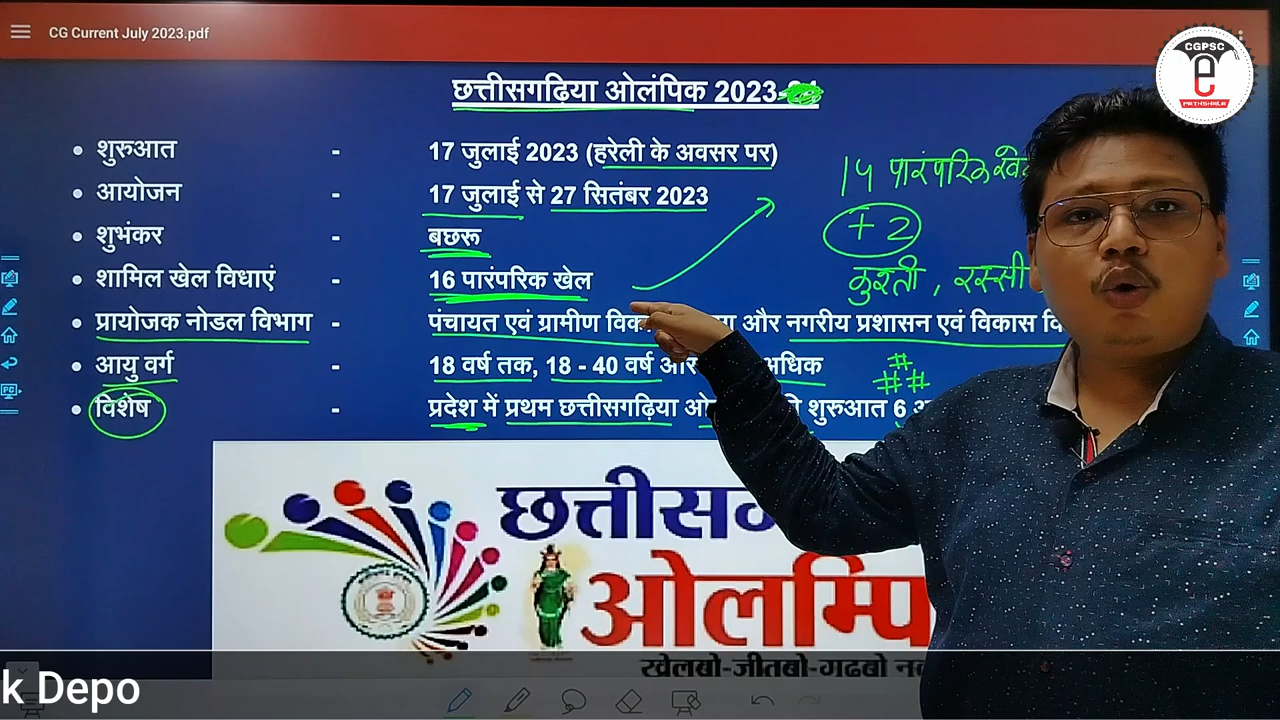 CG Current July 2023.pdf
CGPSC
e
PATHSHALA
छत्तीसगढ़िया ओलंपिक 2023-
शुरुआत - 17 जुलाई 2023 (हरेली के अवसर पर)
14 पारंपरिक
आयोजन - 17 जुलाई से 27 सितंबर 2023
+ 2
शुभंकर - बछरू
शामिल खेल विधाएं - 16 पारंपरिक खेल
कुश्ती, रस्सी
प्रायोजक नोडल विभाग - पंचायत एवं ग्रामीण और नगरीय प्रशासन एवं विकास
आयु वर्ग - 18 वर्ष तक, 18 - 40 वर्ष
विशेष - प्रदेश में प्रथम छत्तीसगढ़िया शुरुआत 6
ओलम्पि
खेलबो-जीतबो-गढ़बो
k Depo